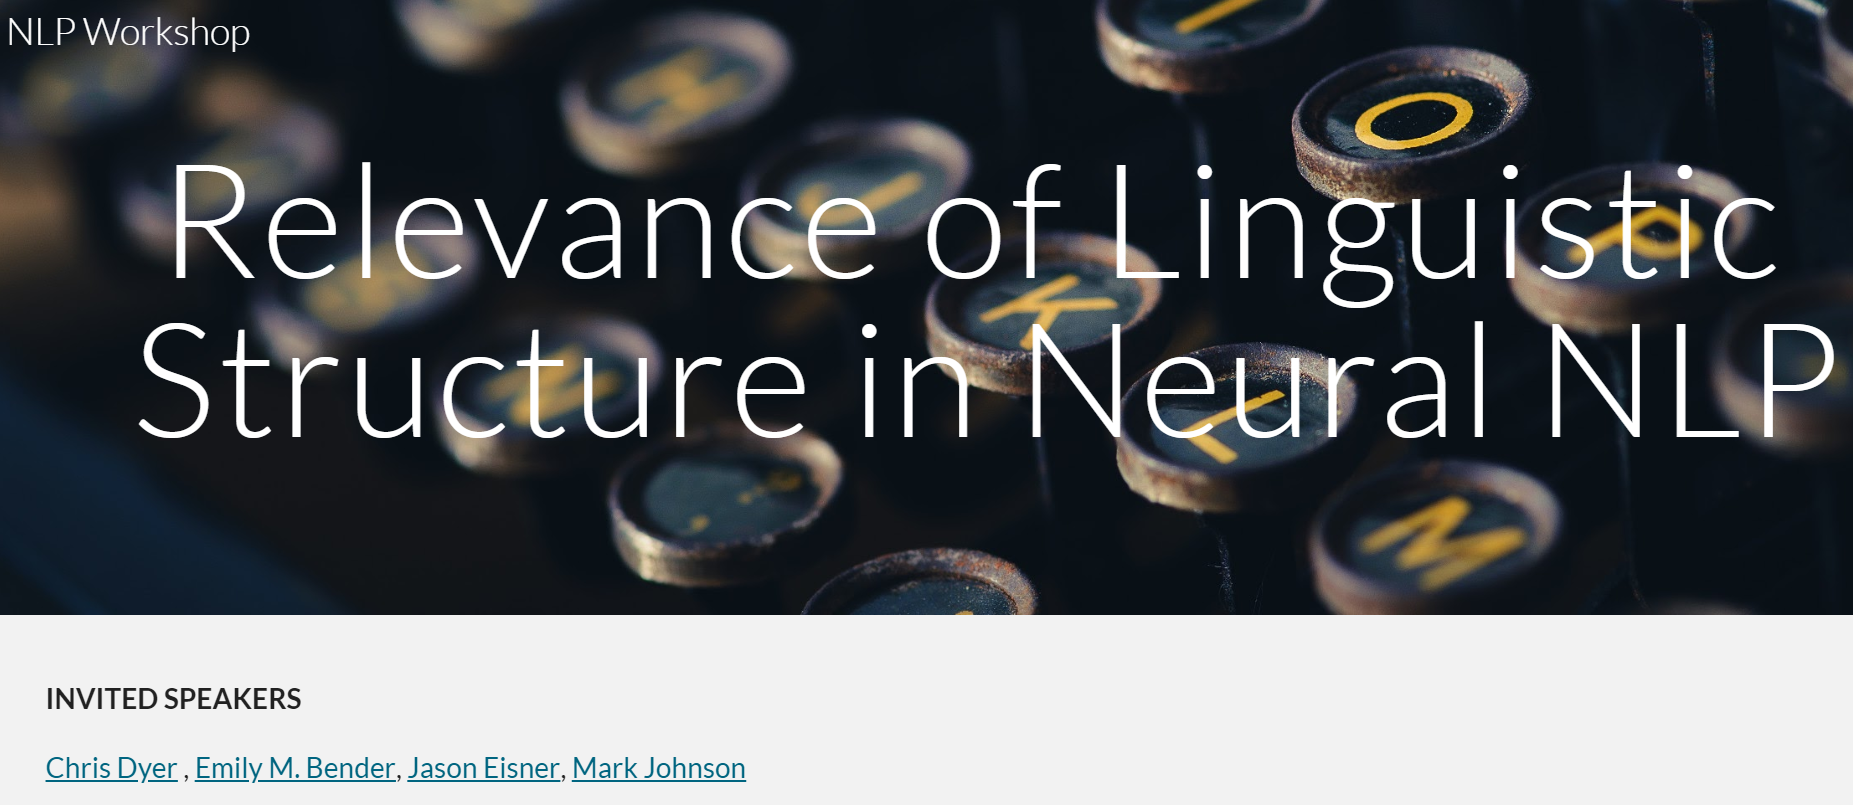 NLP Workshop
Relevance of Linguistic
Structure in Neural NLP
INVITED SPEAKERS
Chris Dyer , Emily M. Bender, Jason Eisner, Mark Johnson
O
J
P
K
N
L
M